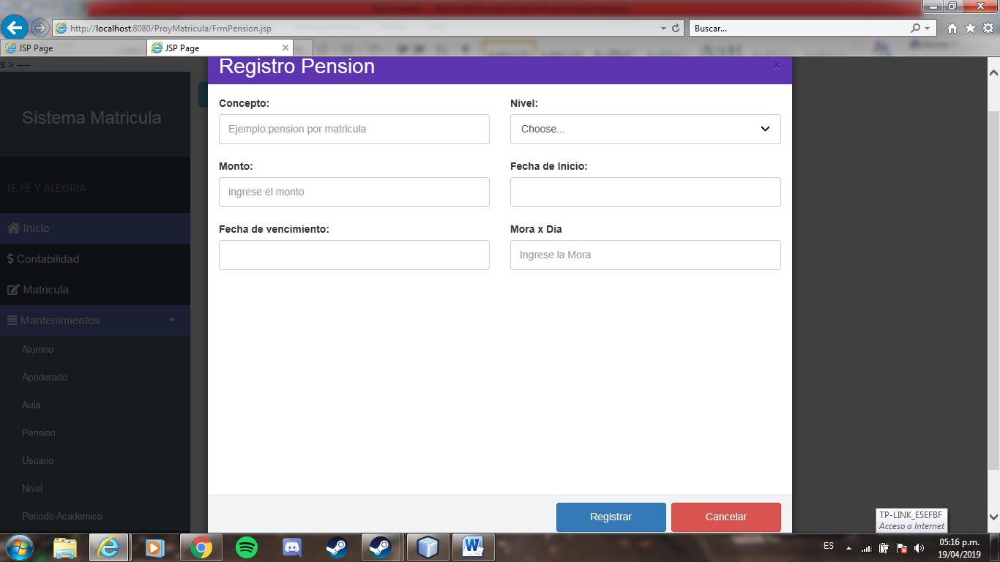 http://localhost:8080/ProyMatricula/FrmPension.jsp
Buscar...
JSP Page
JSP Page
s > ----
Registro Pension
×
Sistema Matricula
I.E FÉ Y ALEGRÍA
Inicio
Contabilidad
Matricula
Mantenimientos
Alumno
Apoderado
Aula
Pension
Usuario
Nivel
Periodo Academico
Concepto:
Nivel:
Ejemplo:pension por matricula
Choose...
Monto:
Fecha de Inicio:
ingrese el monto
Fecha de vencimiento:
Mora x Dia
Ingrese la Mora
Registrar
Cancelar
TP-LINK_E5EFBF
Acceso a Internet
ES
05:16 p.m.
19/04/2019